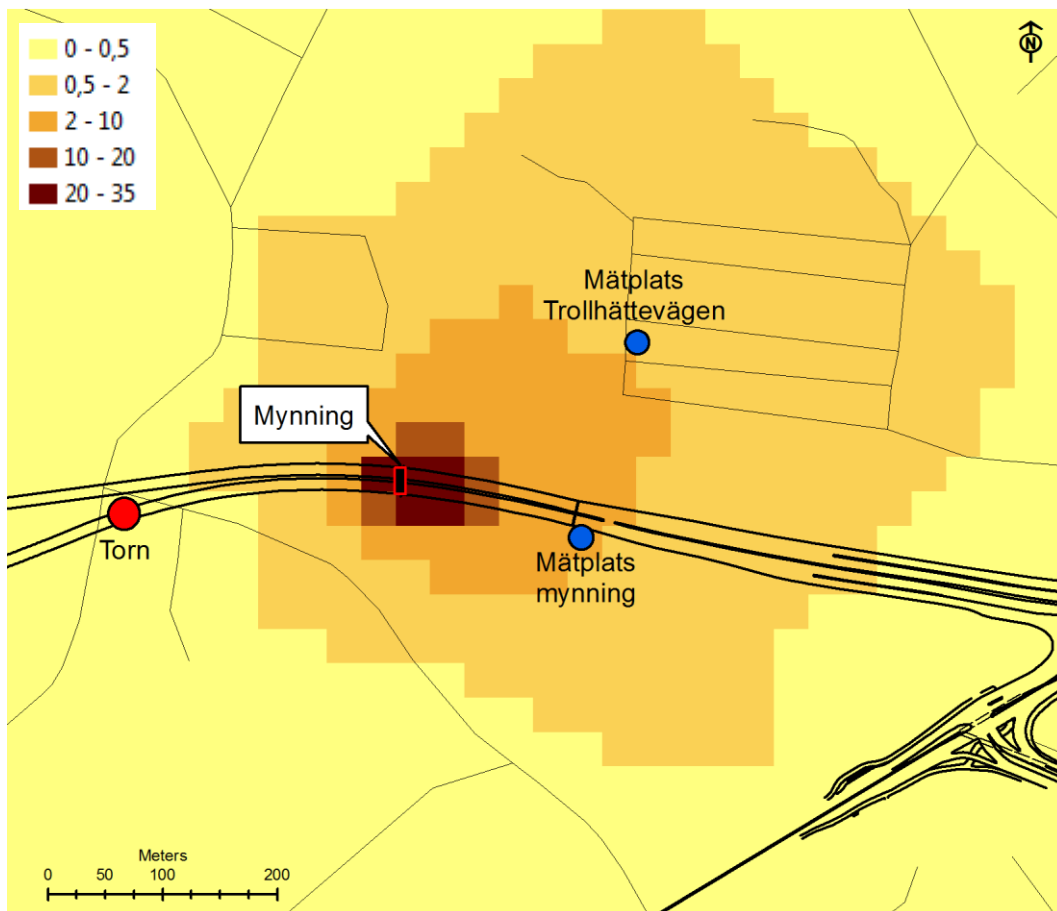 0 - 0,5
0,5 - 2
2 - 10
10 - 20
20 - 35
N
Mätplats
Trollhättevägen
Mynning
Torn
Mätplats
mynning
Meters
0 50 100 200